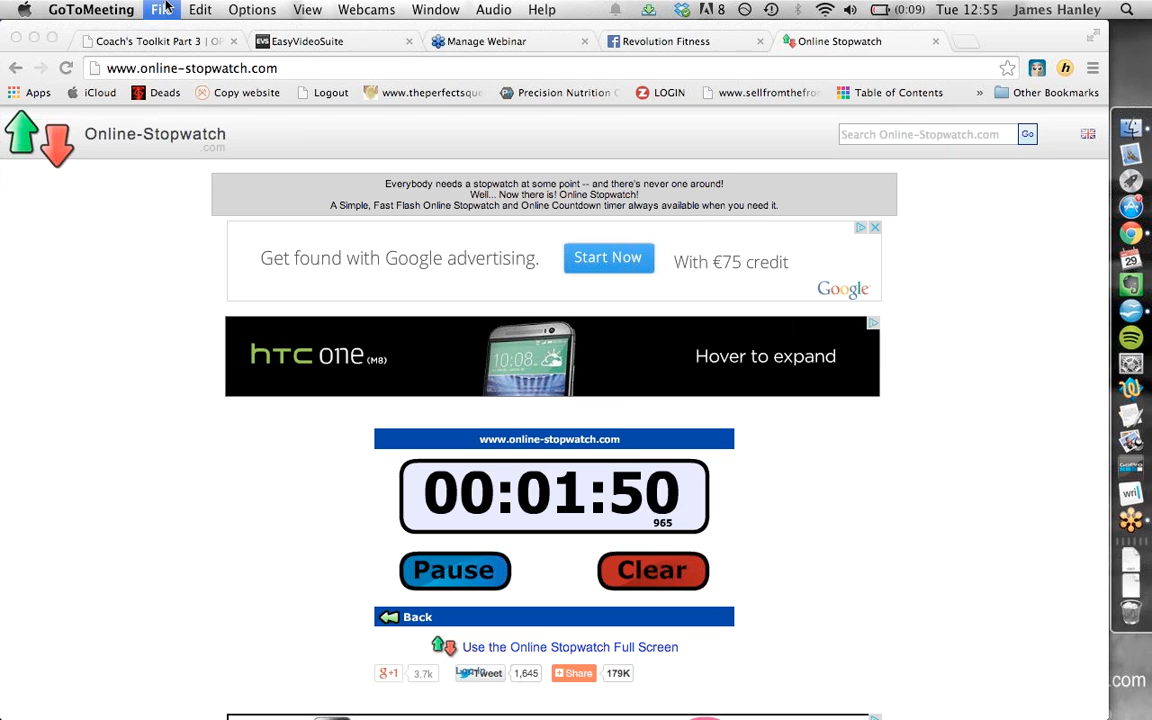 GoToMeeting File Edit Options View Webcams Window Audio Help 8 (0:09) Tue 12:55 James Hanley
Coach's Toolkit Part 3 | OP EasyVideoSuite Manage Webinar Revolution Fitness Online Stopwatch
www.online-stopwatch.com
Apps iCloud Deads Copy website Logout www.theperfectsqu Precision Nutrition LOGIN www.sellfromthefro Table of Contents » Other Bookmarks
Online-Stopwatch
.com
Search Online-Stopwatch.com Go
Everybody needs a stopwatch at some point -- and there's never one around!
Well... Now there is! Online Stopwatch!
A Simple, Fast Flash Online Stopwatch and Online Countdown timer always available when you need it.
Get found with Google advertising. Start Now With €75 credit
Google
hTC one (M8) 10:08 Hover to expand
www.online-stopwatch.com
00:01:50
965
Pause Clear
Back
Use the Online Stopwatch Full Screen
g+1 3.7k Tweet 1,645 Share 179K
.com